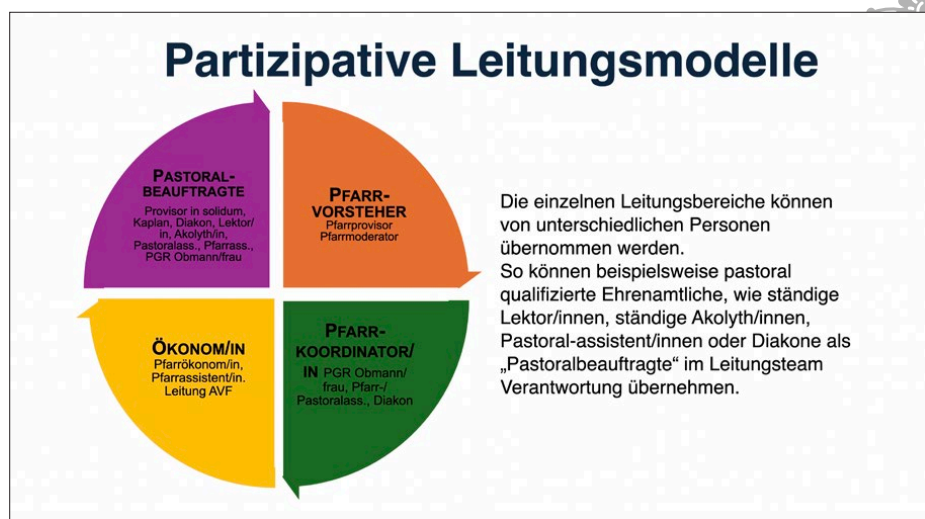 Partizipative Leitungsmodelle
PASTORAL-
BEAUFTRAGTE
Provisor in solidum,
Kaplan, Diakon, Lektor/
in, Akolyth/in,
Pastoralass., Pfarrass.,
PGR Obmann/frau
PFARR-
VORSTEHER
Pfarrprovisor
Pfarrmoderator
ÖKONOM/IN
Pfarrökonom/in,
Pfarrassistent/in.
Leitung AVF
PFARR-
KOORDINATOR/
IN PGR Obmann/
frau, Pfarr-/
Pastoralass., Diakon
Die einzelnen Leitungsbereiche können
von unterschiedlichen Personen
übernommen werden.
So können beispielsweise pastoral
qualifizierte Ehrenamtliche, wie ständige
Lektor/innen, ständige Akolyth/innen,
Pastoral-assistent/innen oder Diakone als
„Pastoralbeauftragte“ im Leitungsteam
Verantwortung übernehmen.